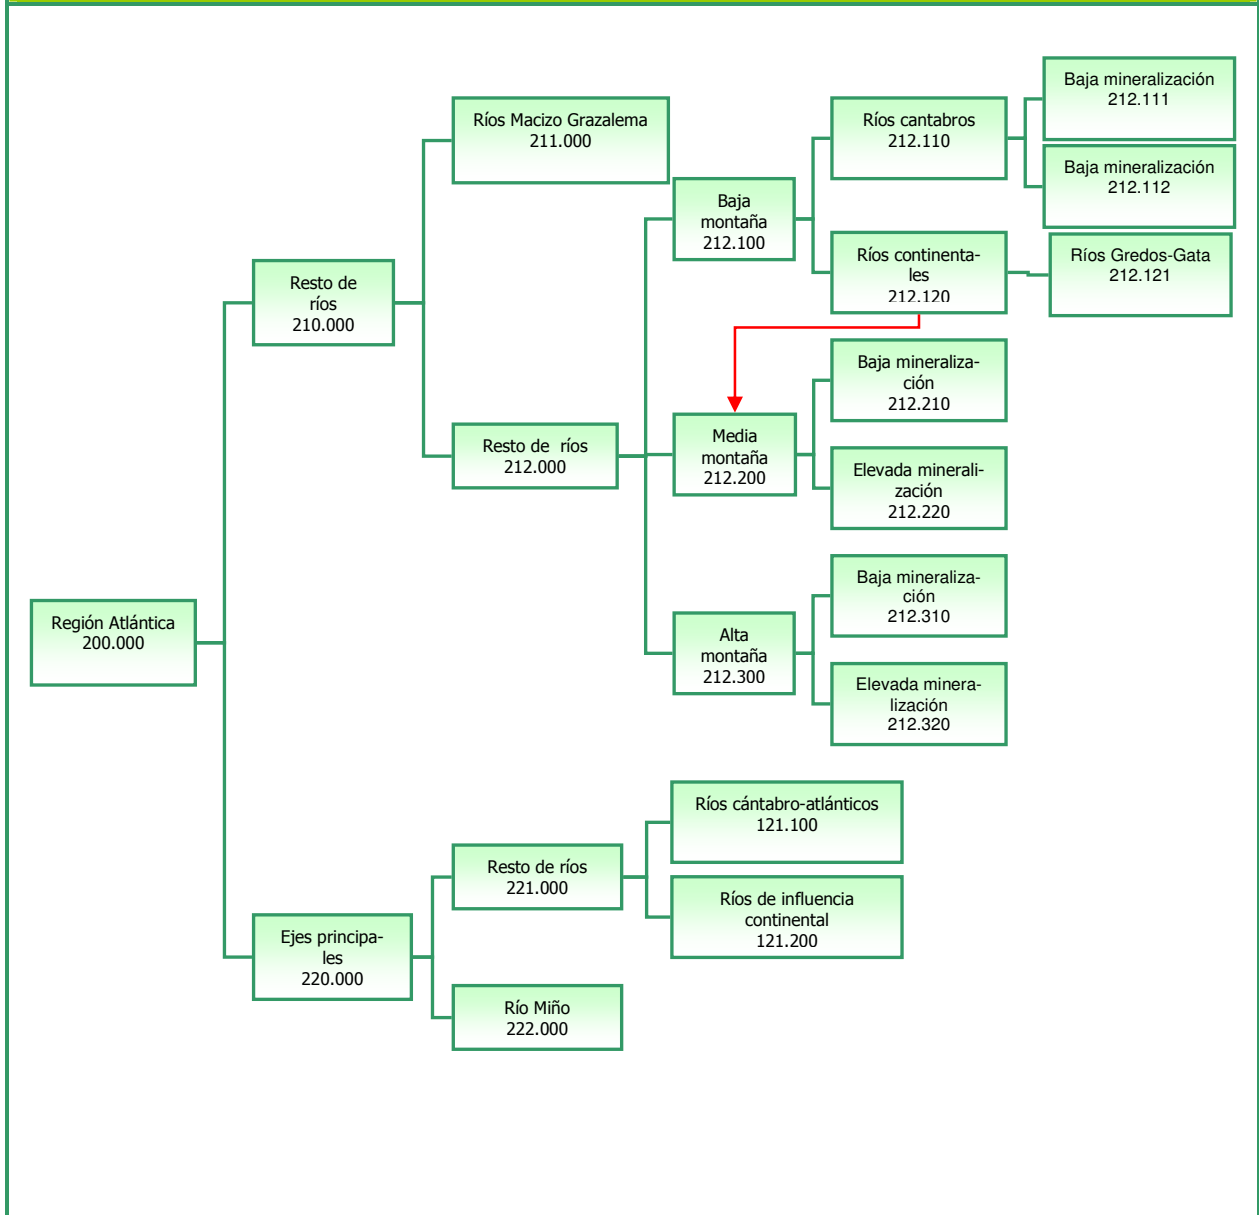 Región Atlántica
200.000
Resto de
ríos
210.000
Ríos Macizo Grazalema
211.000
Resto de ríos
212.000
Baja
montaña
212.100
Ríos cantabros
212.110
Baja mineralización
212.111
Baja mineralización
212.112
Ríos continenta-
les
212.120
Ríos Gredos-Gata
212.121
Media
montaña
212.200
Baja mineraliza-
ción
212.210
Elevada minerali-
zación
212.220
Alta
montaña
212.300
Baja mineraliza-
ción
212.310
Elevada minera-
lización
212.320
Ejes principa-
les
220.000
Resto de ríos
221.000
Ríos cántabro-atlánticos
121.100
Ríos de influencia
continental
121.200
Río Miño
222.000